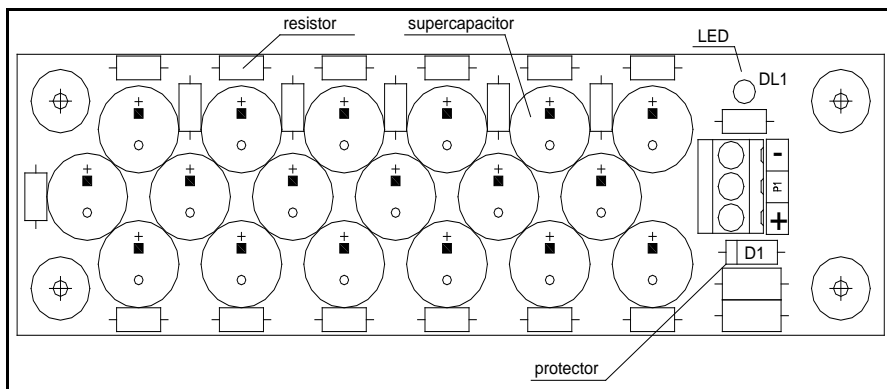 resistor
supercapacitor
LED
DL1
-
P1
+
D1
protector